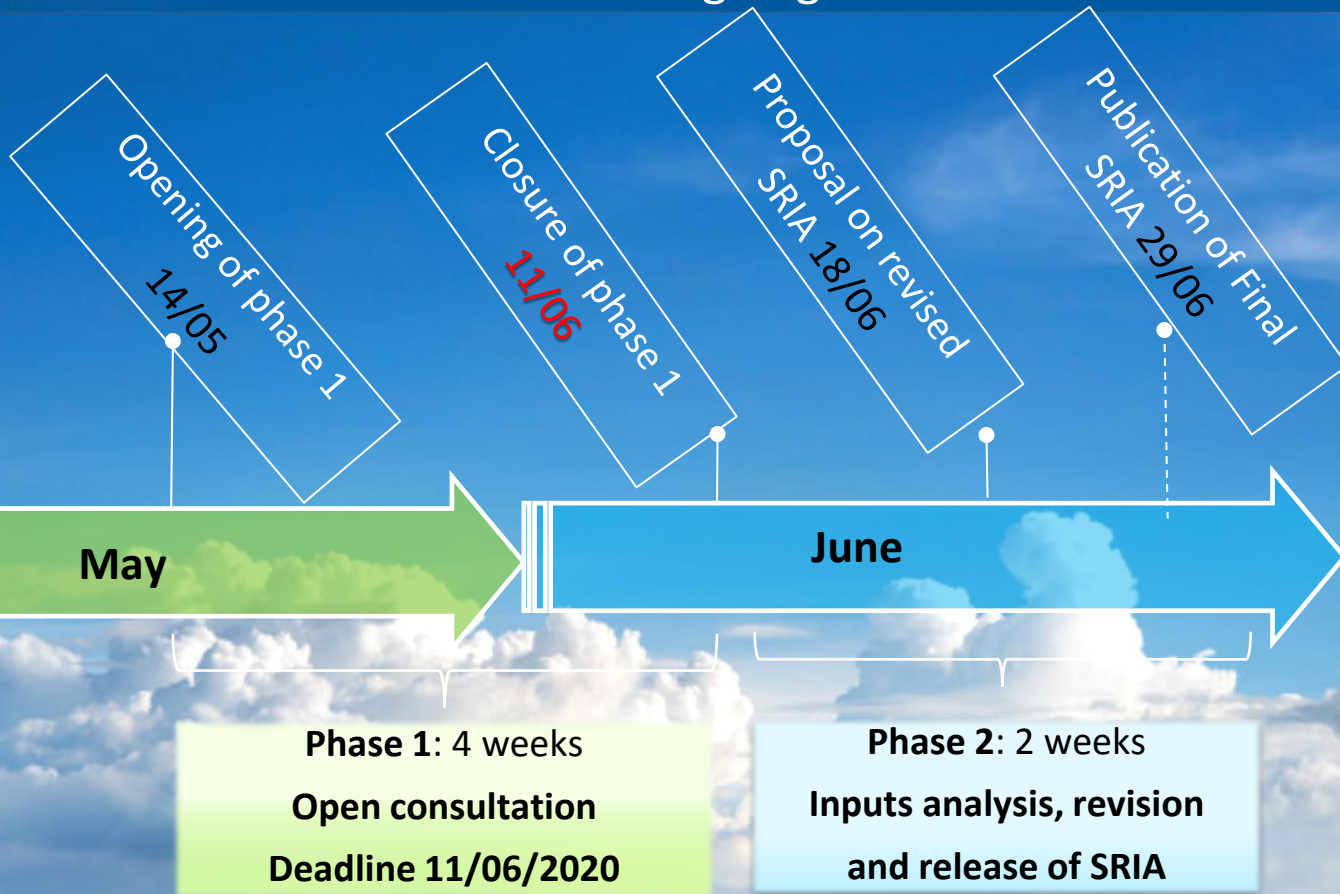 Opening of phase 1
14/05
Closure of phase 1
11/06
Proposal on revised
SRIA 18/06
Publication of Final
SRIA 29/06
May
June
Phase 1: 4 weeks
Open consultation
Deadline 11/06/2020
Phase 2: 2 weeks
Inputs analysis, revision
and release of SRIA